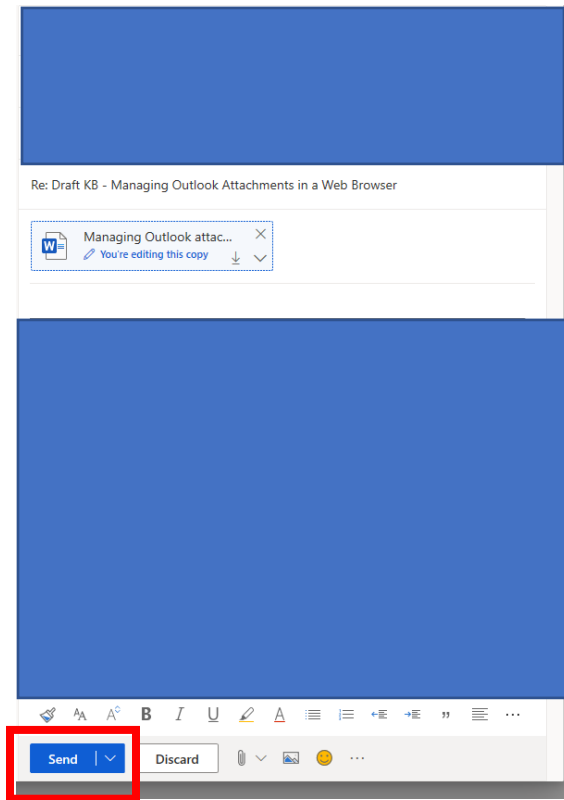 Re: Draft KB - Managing Outlook Attachments in a Web Browser
Managing Outlook attac...
You're editing this copy
Send
Discard